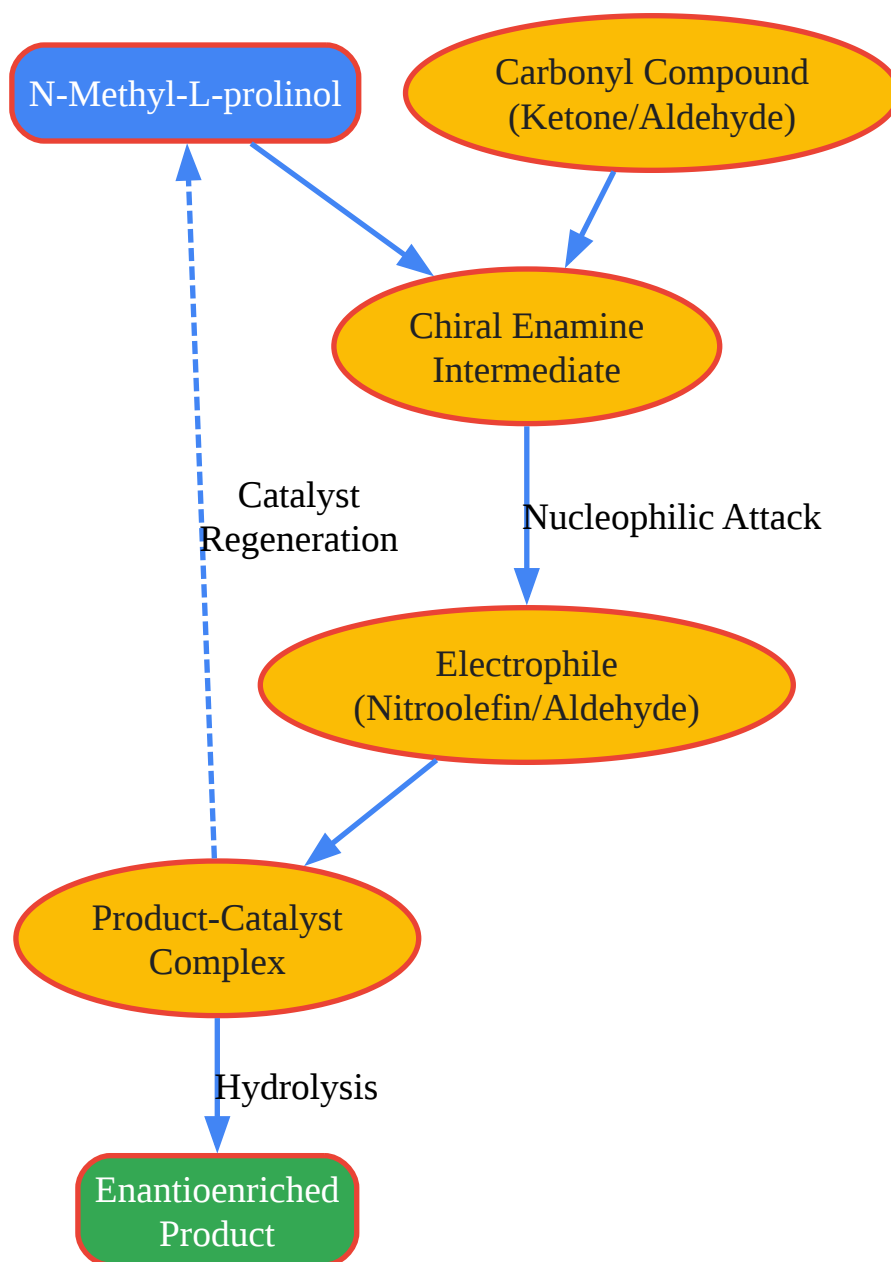 N-Methyl-L-prolinol
Carbonyl Compound
(Ketone/Aldehyde)
Chiral Enamine
Intermediate
Catalyst
Regeneration
Nucleophilic Attack
Electrophile
(Nitroolefin/Aldehyde)
Product-Catalyst
Complex
Hydrolysis
Enantioenriched
Product